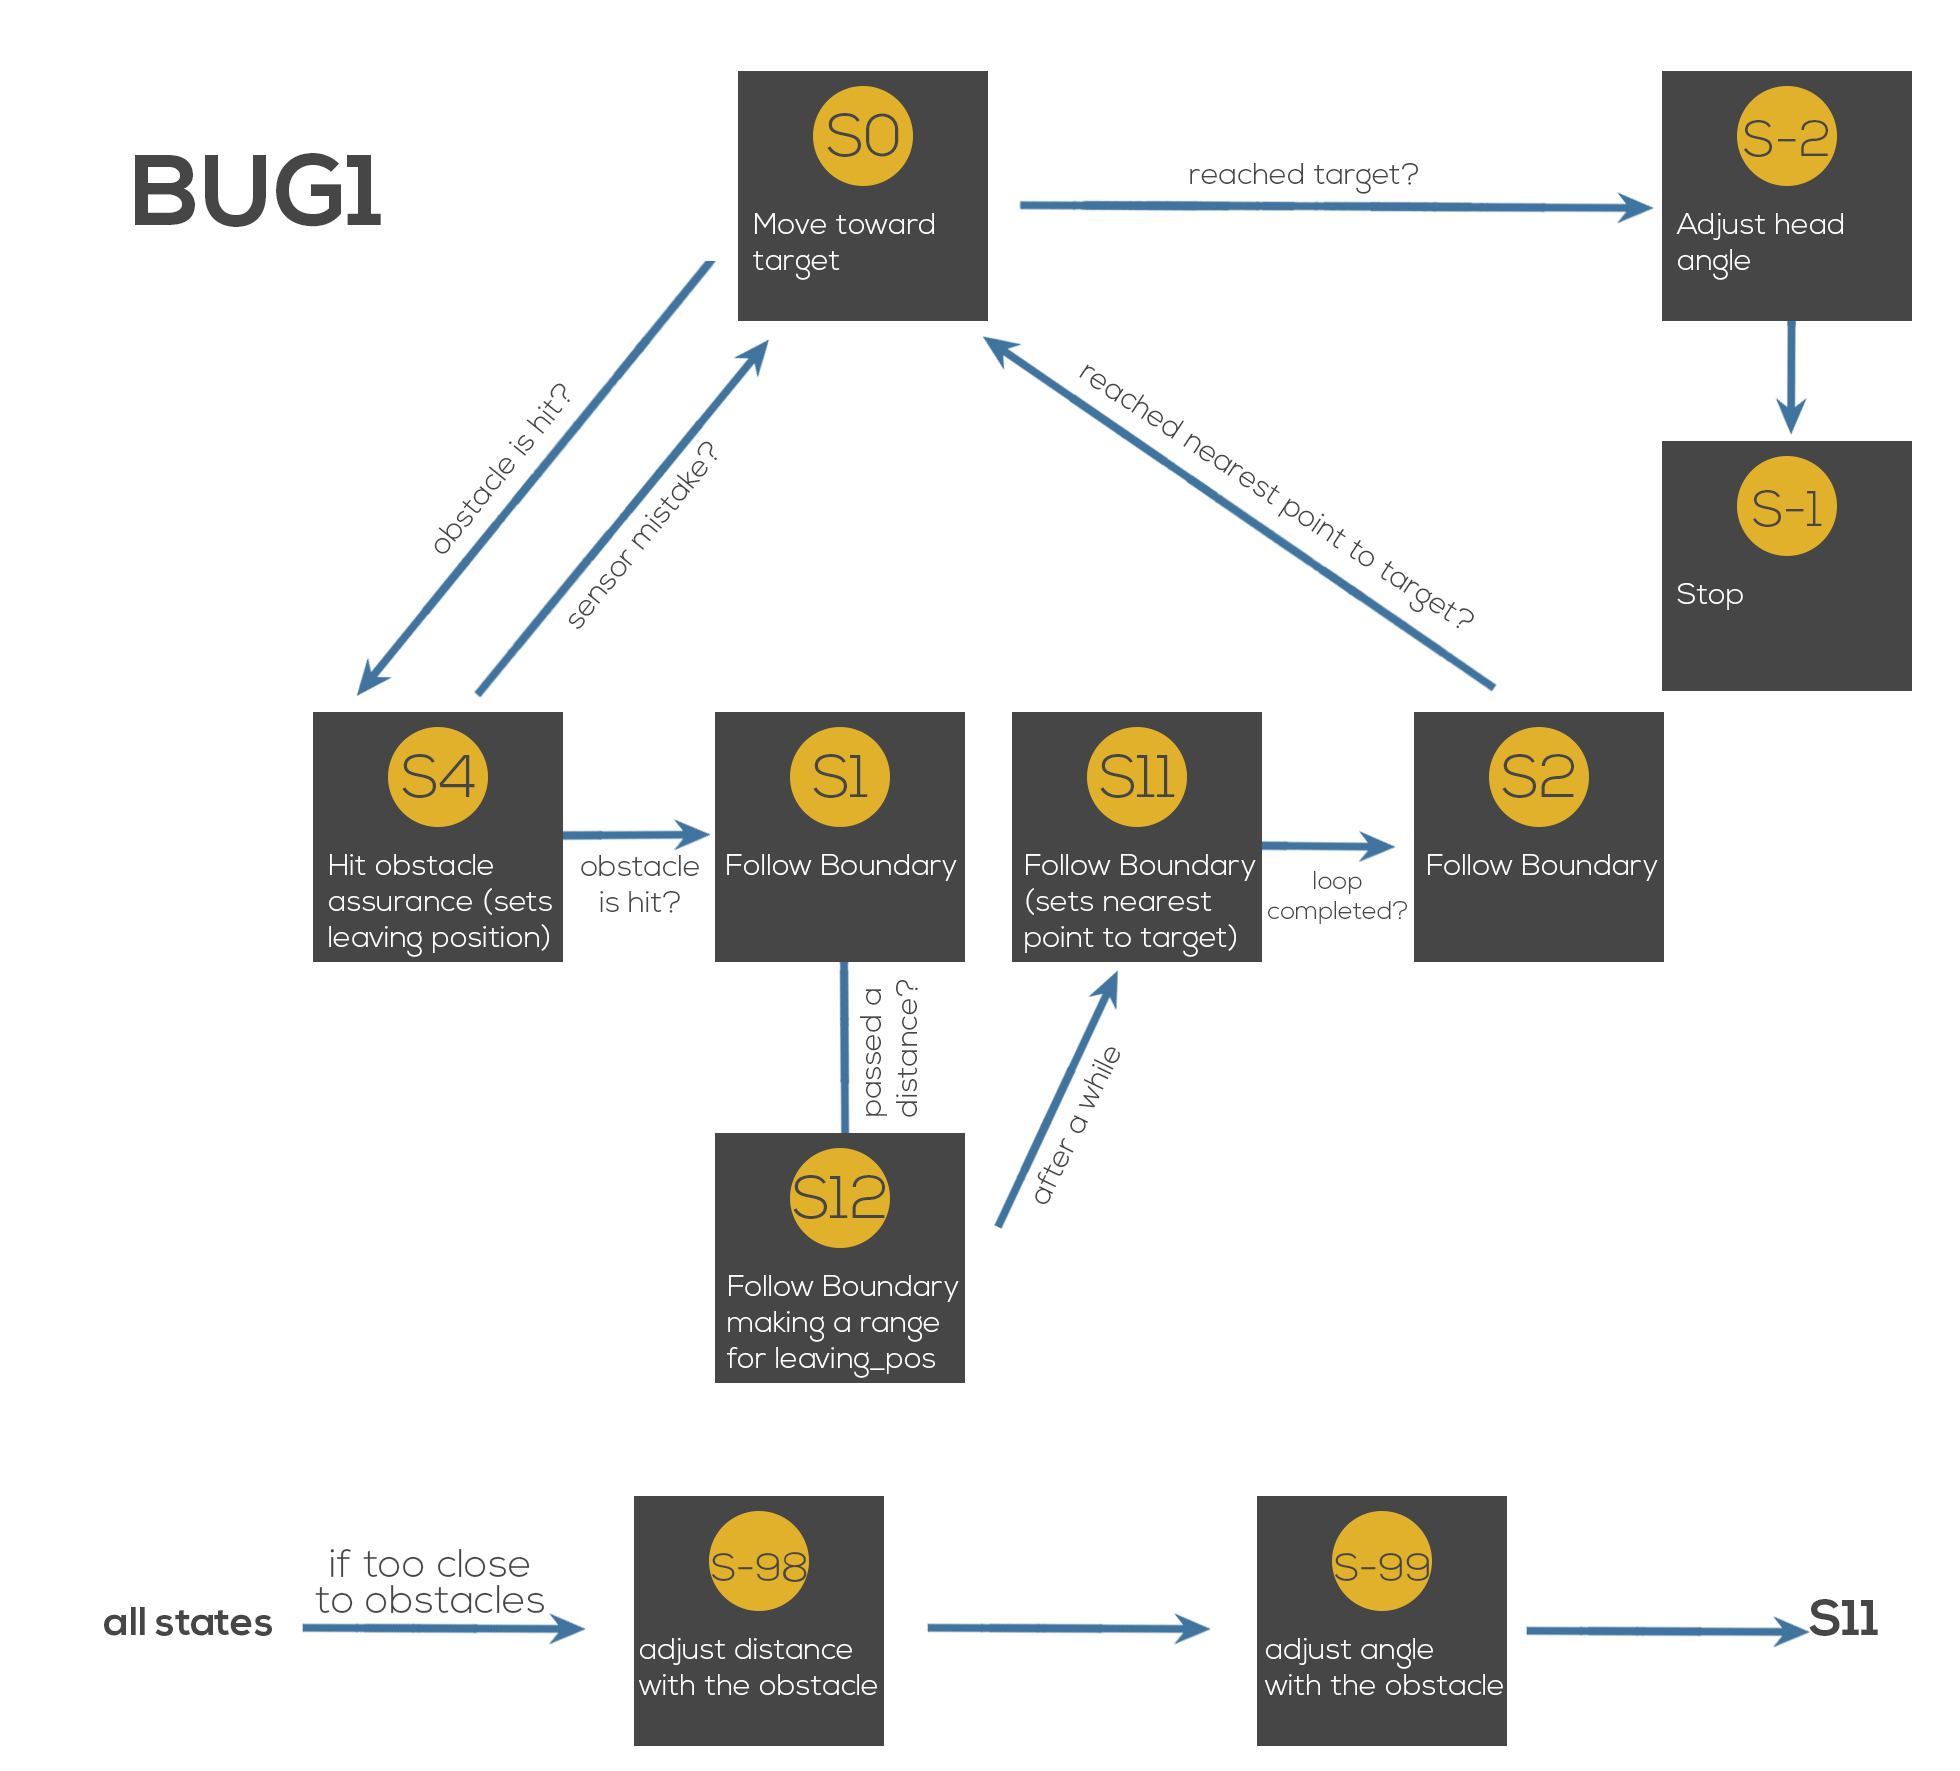 BUG1
S0
Move toward
target
reached target?
S-2
Adjust head
angle
obstacle is hit?
sensor mistake?
reached nearest point to target?
S-1
Stop
S4
Hit obstacle
assurance (sets
leaving position)
obstacle
is hit?
S1
Follow Boundary
S11
Follow Boundary
(sets nearest
point to target)
loop
completed?
S2
Follow Boundary
passed a
distance?
after a while
S12
Follow Boundary
making a range
for leaving_pos
all states
if too close
to obstacles
S-98
adjust distance
with the obstacle
S-99
adjust angle
with the obstacle
S11